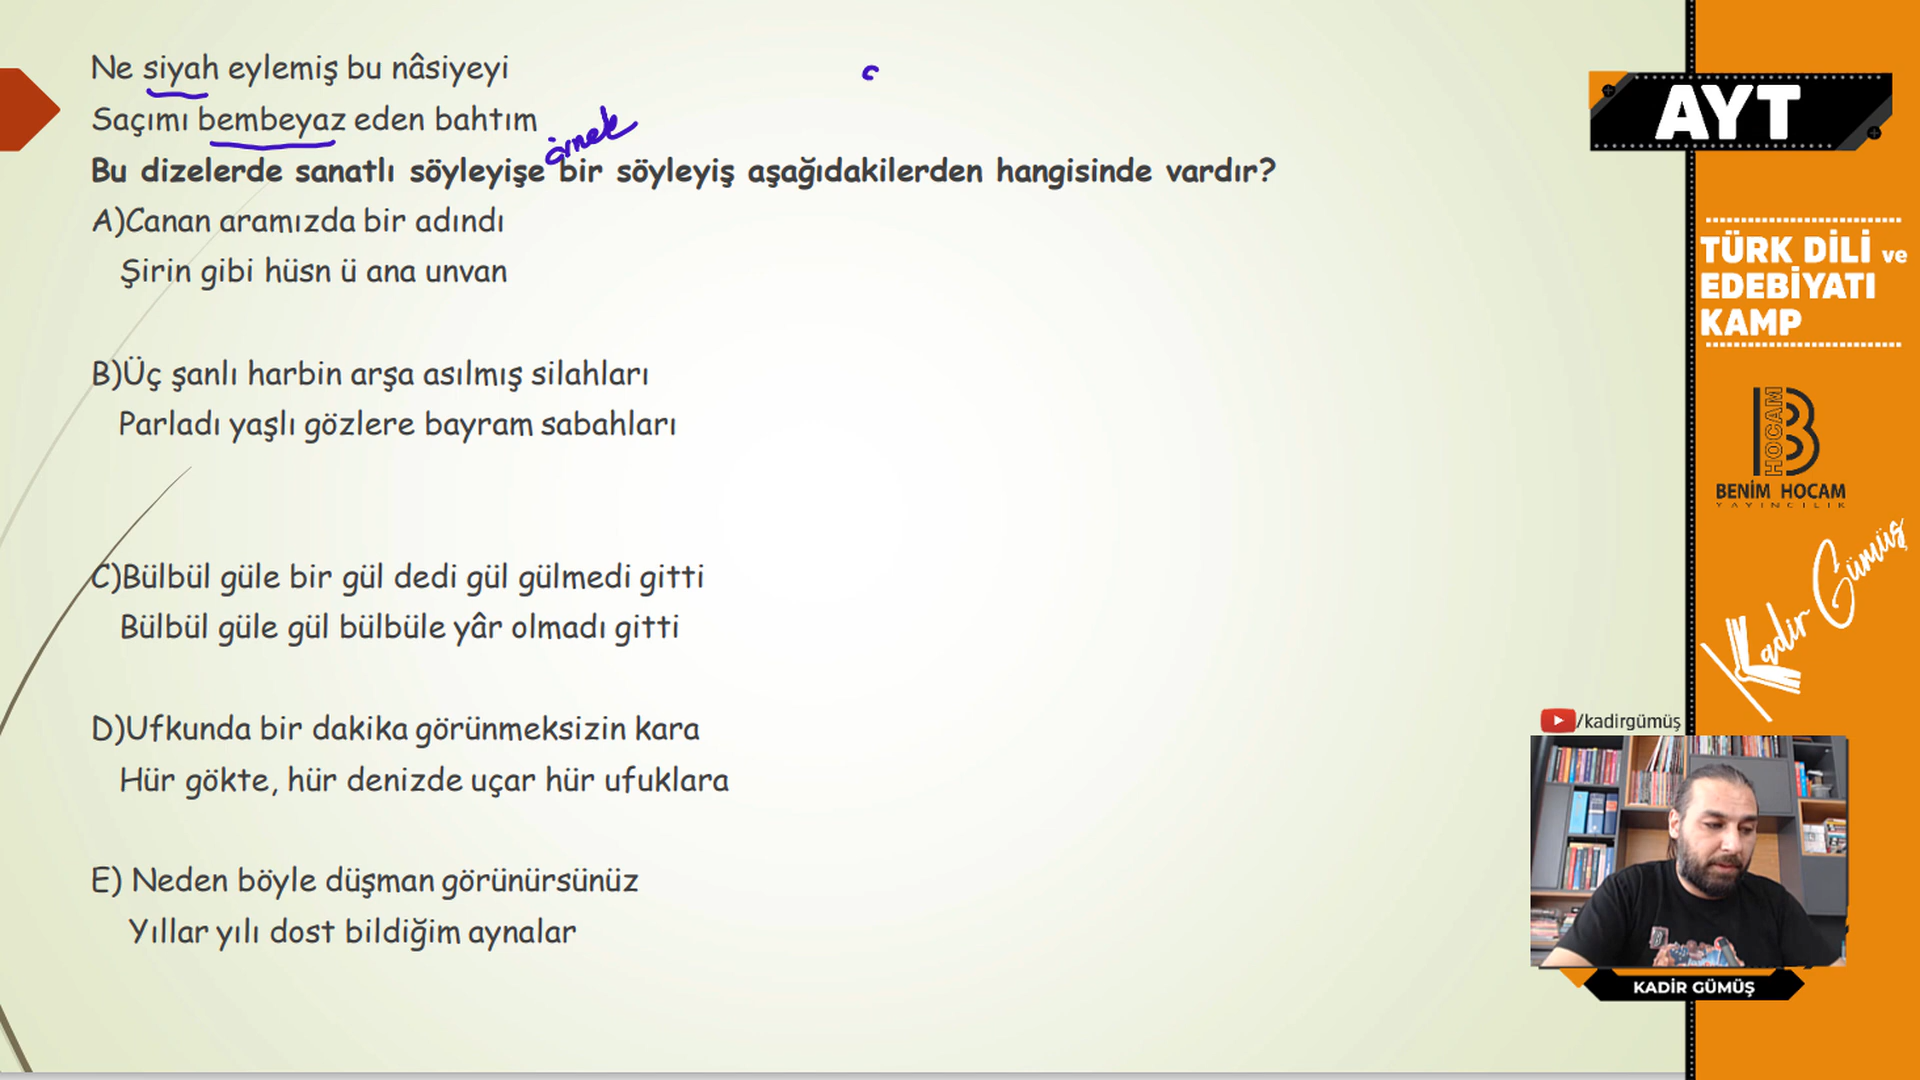 Ne siyah eylemiş bu nâsiyeyi
Saçımı bembeyaz eden bahtım
örnek
Bu dizelerde sanatlı söyleyişe bir söyleyiş aşağıdakilerden hangisinde vardır?
A)Canan aramızda bir adındı
Şirin gibi hüsn ü ana unvan
B)Üç şanlı harbin arşa asılmış silahları
Parladı yaşlı gözlere bayram sabahları
C)Bülbül güle bir gül dedi gül gülmedi gitti
Bülbül güle gül bülbüle yâr olmadı gitti
D)Ufkunda bir dakika görünmeksizin kara
Hür gökte, hür denizde uçar hür ufuklara
E) Neden böyle düşman görünürsünüz
Yıllar yılı dost bildiğim aynalar
AYT
TÜRK DİLİ ve
EDEBİYATI
KAMP
HOCAM
BENİM HOCAM
YAYINCILIK
Kadir Gümüş
/kadirgümüş
KADİR GÜMÜŞ